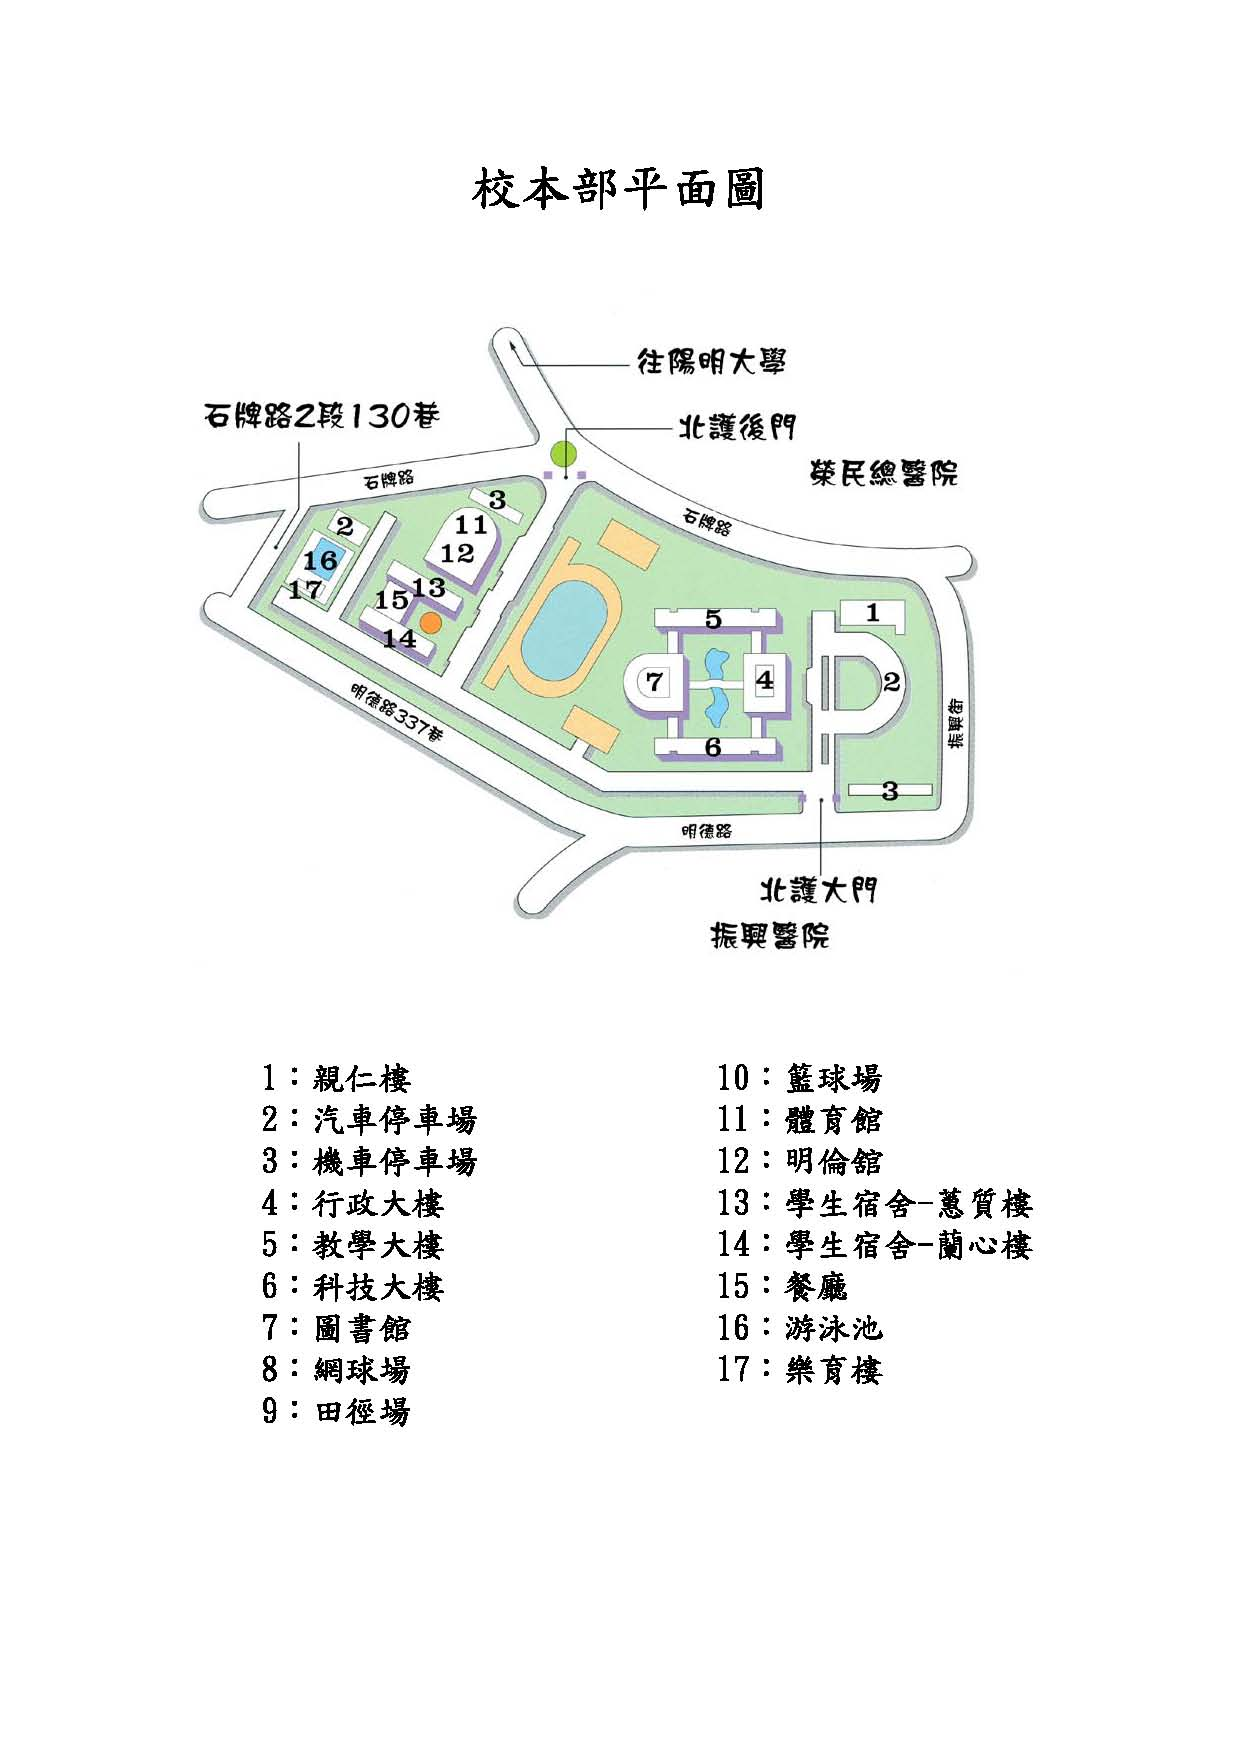 校本部平面圖
往陽明大學
石牌路2段130巷
北護後門
榮民總醫院
石牌路
石牌路
3
11
2
12
16
13
17
15
14
5
1
7
4
2
明德路337巷
振興街
6
3
明德路
北護大門
振興醫院
1：親仁樓
2：汽車停車場
3：機車停車場
4：行政大樓
5：教學大樓
6：科技大樓
7：圖書館
8：網球場
9：田徑場
10：籃球場
11：體育館
12：明倫舘
13：學生宿舍-蕙質樓
14：學生宿舍-蘭心樓
15：餐廳
16：游泳池
17：樂育樓